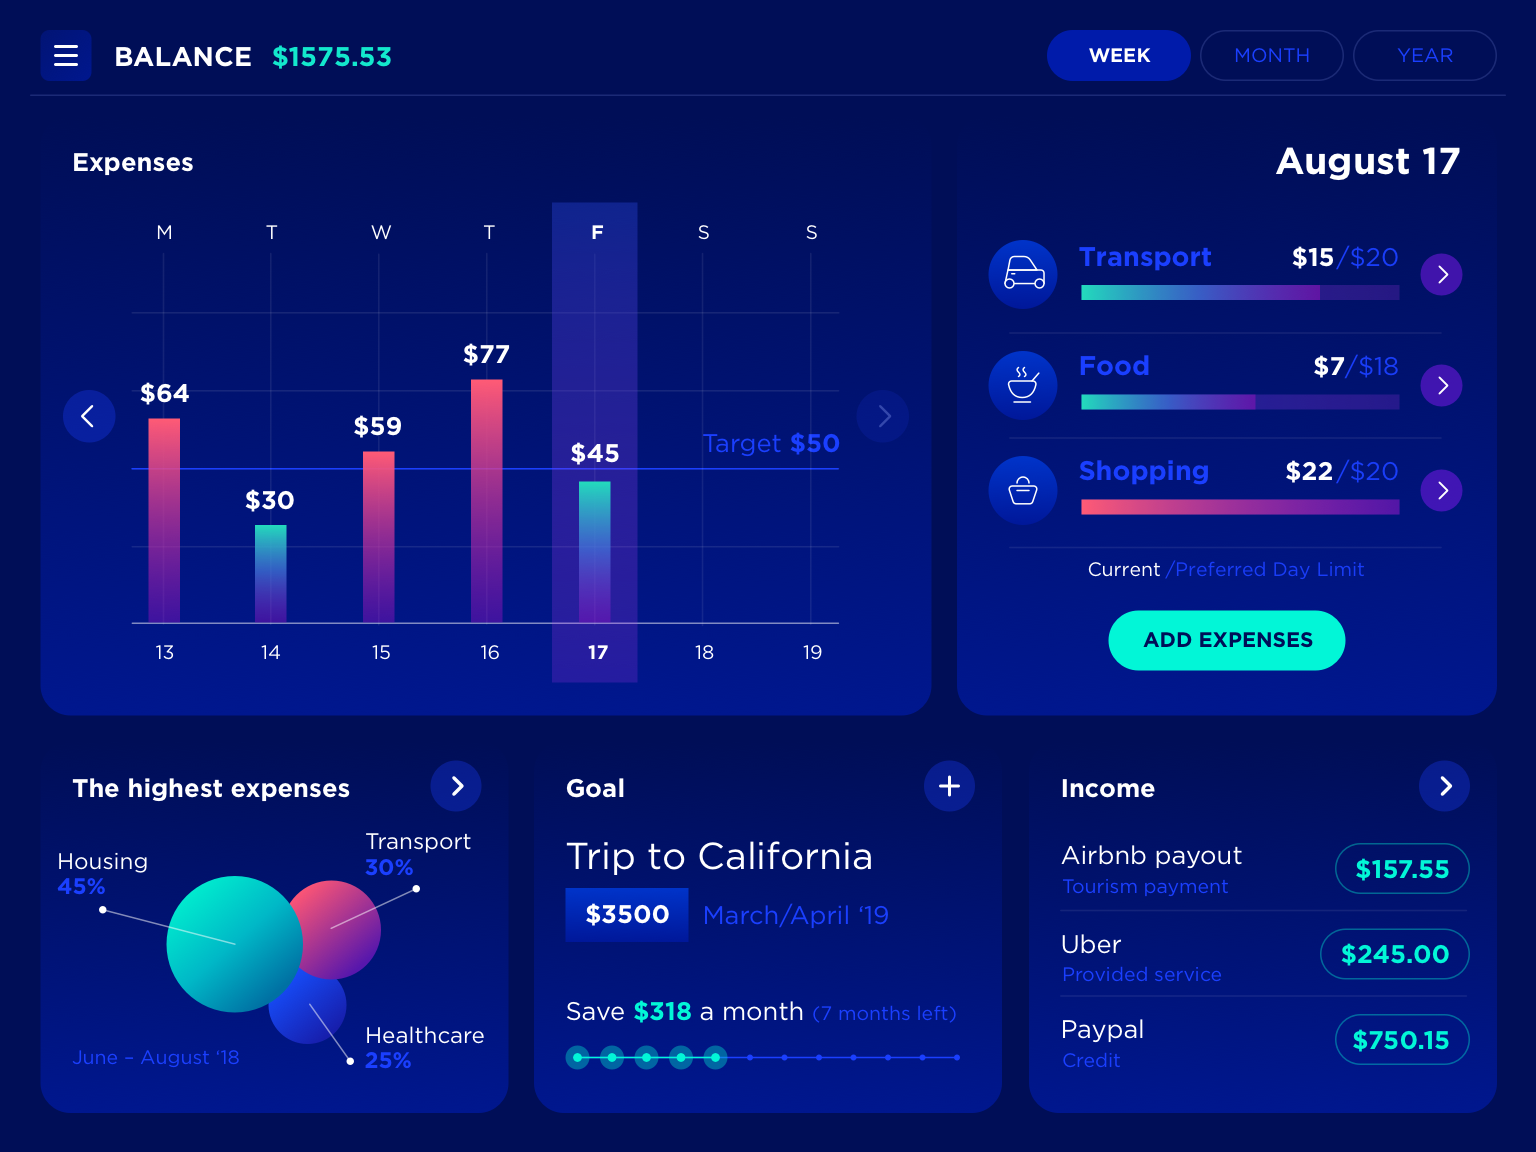 BALANCE $1575.53
WEEK MONTH YEAR
Expenses
M T W T F S S
$64
$30
$59
$77
$45
Target $50
13 14 15 16 17 18 19
August 17
Transport $15/$20
Food $7/$18
Shopping $22/$20
Current /Preferred Day Limit
ADD EXPENSES
The highest expenses
Housing
45%
Transport
30%
Healthcare
25%
June – August ‘18
Goal
Trip to California
$3500 March/April ‘19
Save $318 a month (7 months left)
Income
Airbnb payout
Tourism payment
$157.55
Uber
Provided service
$245.00
Paypal
Credit
$750.15